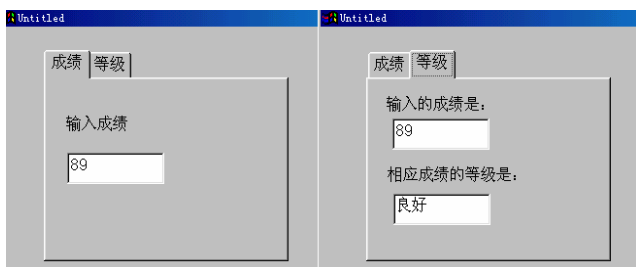 Untitled
成绩 等级
输入成绩
89
Untitled
成绩 等级
输入的成绩是：
89
相应成绩的等级是：
良好